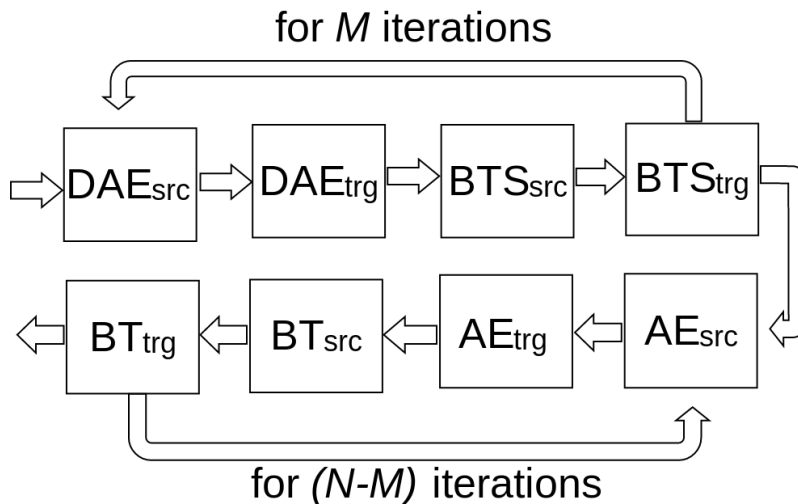 for M iterations
DAEsrc
DAEtrg
BTSsrc
BTStrg
BTtrg
BTsrc
AEtrg
AEsrc
for (N-M) iterations